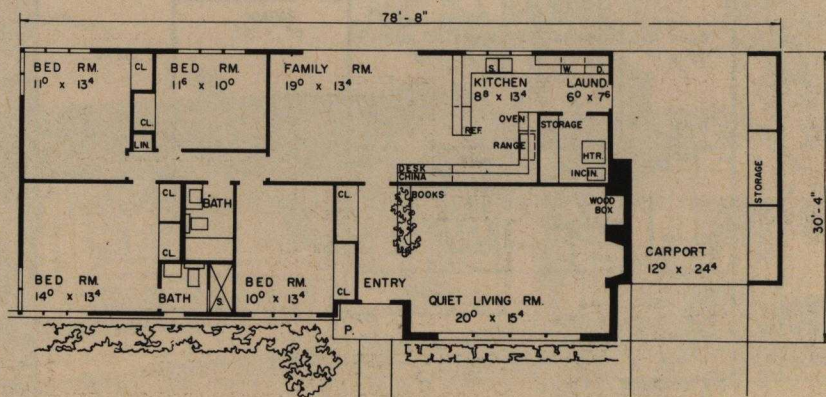 78'-8"
BED RM.
11⁰ x 13⁴
CL.
CL.
LIN.
BED RM.
11⁶ x 10⁰
FAMILY RM.
19⁰ x 13⁴
S.
KITCHEN
8⁸ x 13⁴
W. D.
LAUND.
6⁰ x 7⁶
REF.
OVEN
RANGE
STORAGE
HTR.
INCIN.
DESK
CHINA
BOOKS
WOOD
BOX
STORAGE
30'-4"
CARPORT
12⁰ x 24⁴
CL.
CL.
BATH
BED RM.
14⁰ x 13⁴
BATH
S.
BED RM.
10⁰ x 13⁴
CL.
CL.
ENTRY
P.
QUIET LIVING RM.
20⁰ x 15⁴